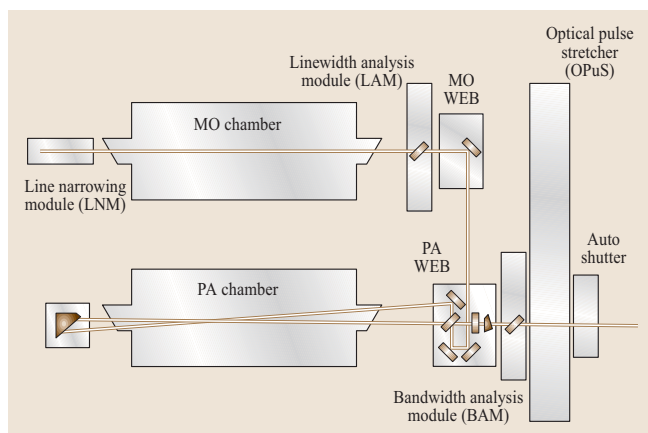 Optical pulse
stretcher
(OPuS)
Linewidth analysis
module (LAM)
MO
WEB
MO chamber
Line narrowing
module (LNM)
PA
WEB
Auto
shutter
PA chamber
Bandwidth analysis
module (BAM)